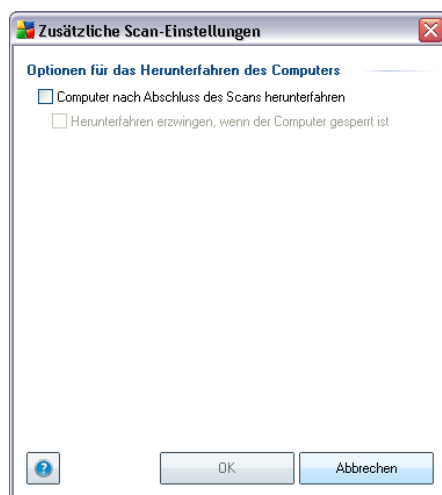 Zusätzliche Scan-Einstellungen
Optionen für das Herunterfahren des Computers
Computer nach Abschluss des Scans herunterfahren
Herunterfahren erzwingen, wenn der Computer gesperrt ist
?
OK
Abbrechen